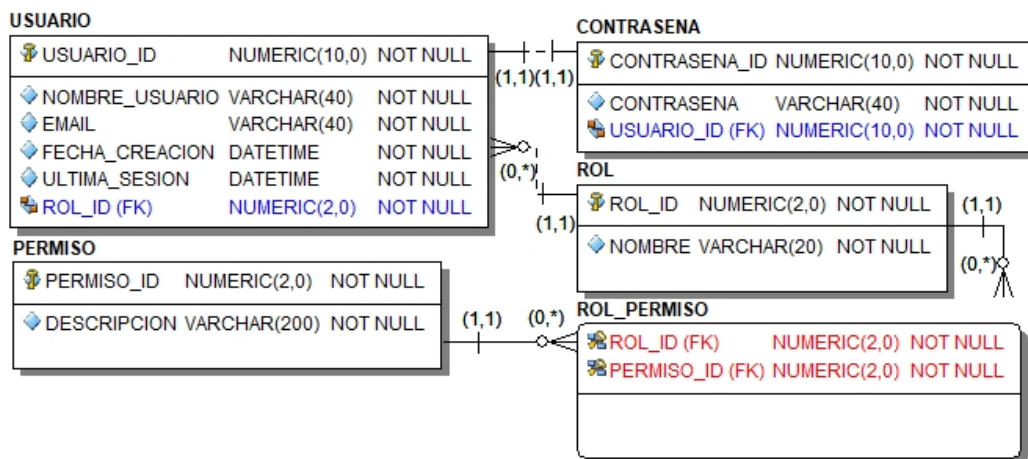 USUARIO
USUARIO_ID NUMERIC(10,0) NOT NULL
NOMBRE_USUARIO VARCHAR(40) NOT NULL
EMAIL VARCHAR(40) NOT NULL
FECHA_CREACION DATETIME NOT NULL
ULTIMA_SESION DATETIME NOT NULL
ROL_ID (FK) NUMERIC(2,0) NOT NULL
(1,1)(1,1)
CONTRASENA
CONTRASENA_ID NUMERIC(10,0) NOT NULL
CONTRASENA VARCHAR(40) NOT NULL
USUARIO_ID (FK) NUMERIC(10,0) NOT NULL
(0,*)
(1,1)
ROL
ROL_ID NUMERIC(2,0) NOT NULL
NOMBRE VARCHAR(20) NOT NULL
(1,1)
(0,*)
PERMISO
PERMISO_ID NUMERIC(2,0) NOT NULL
DESCRIPCION VARCHAR(200) NOT NULL
(1,1) (0,*)
ROL_PERMISO
ROL_ID (FK) NUMERIC(2,0) NOT NULL
PERMISO_ID (FK) NUMERIC(2,0) NOT NULL